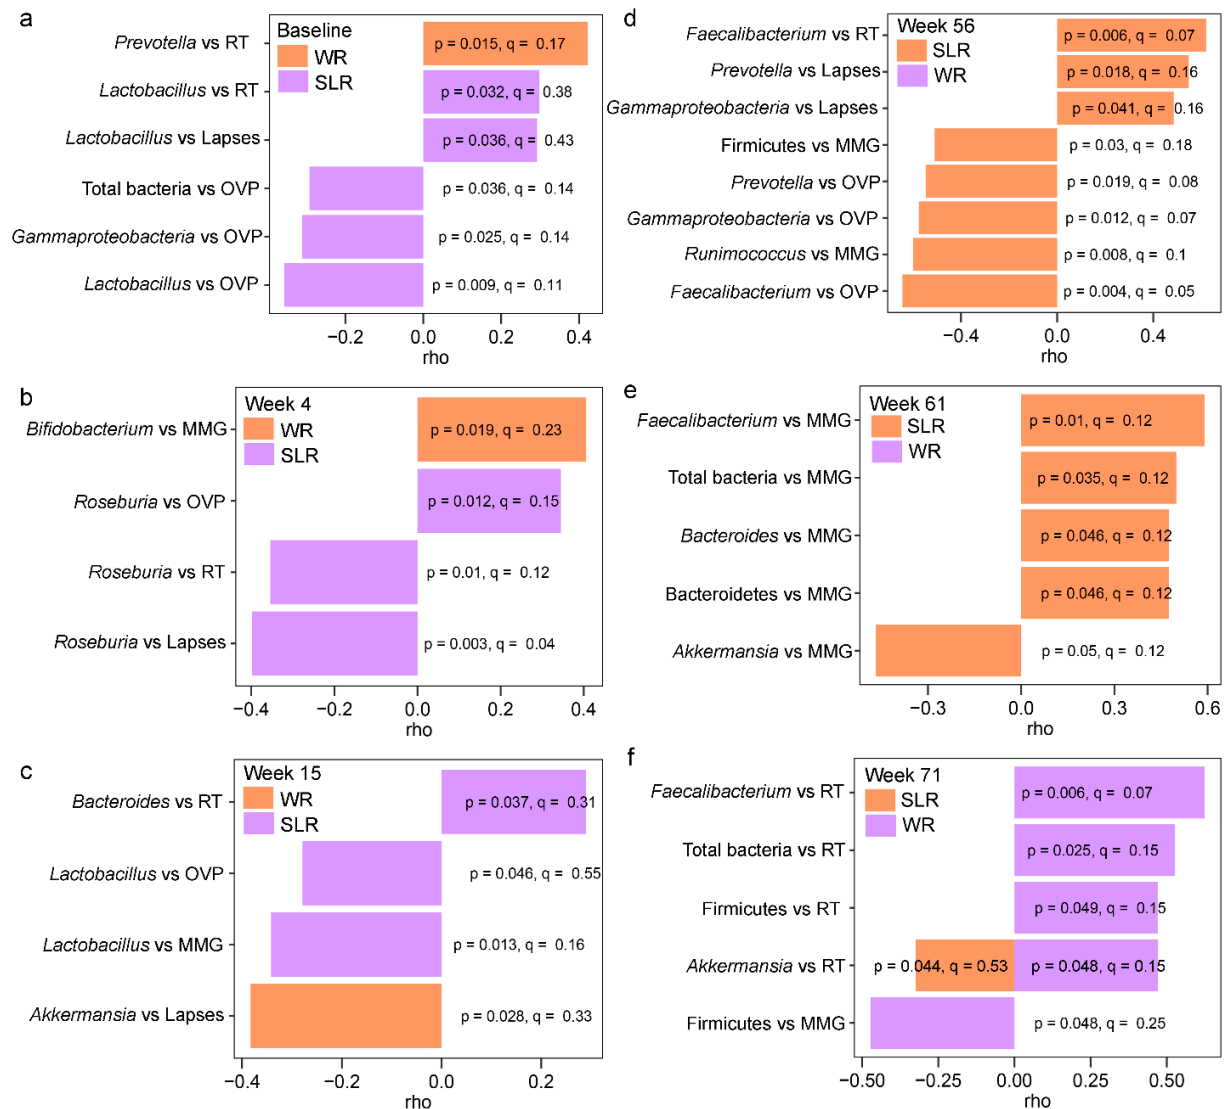 a
Baseline
WR
SLR
Prevotella vs RT
p = 0.015, q = 0.17
Lactobacillus vs RT
p = 0.032, q = 0.38
Lactobacillus vs Lapses
p = 0.036, q = 0.43
Total bacteria vs OVP
p = 0.036, q = 0.14
Gammaproteobacteria vs OVP
p = 0.025, q = 0.14
Lactobacillus vs OVP
p = 0.009, q = 0.11
−0.2 0.0 0.2 0.4
rho
b
Week 4
WR
SLR
Bifidobacterium vs MMG
p = 0.019, q = 0.23
Roseburia vs OVP
p = 0.012, q = 0.15
Roseburia vs RT
p = 0.01, q = 0.12
Roseburia vs Lapses
p = 0.003, q = 0.04
−0.4 −0.2 0.0 0.2 0.4
rho
c
Week 15
WR
SLR
Bacteroides vs RT
p = 0.037, q = 0.31
Lactobacillus vs OVP
p = 0.046, q = 0.55
Lactobacillus vs MMG
p = 0.013, q = 0.16
Akkermansia vs Lapses
p = 0.028, q = 0.33
−0.4 −0.2 0.0 0.2
rho
d
Week 56
SLR
WR
Faecalibacterium vs RT
p = 0.006, q = 0.07
Prevotella vs Lapses
p = 0.018, q = 0.16
Gammaproteobacteria vs Lapses
p = 0.041, q = 0.16
Firmicutes vs MMG
p = 0.03, q = 0.18
Prevotella vs OVP
p = 0.019, q = 0.08
Gammaproteobacteria vs OVP
p = 0.012, q = 0.07
Runimococcus vs MMG
p = 0.008, q = 0.1
Faecalibacterium vs OVP
p = 0.004, q = 0.05
−0.4 0.0 0.4
rho
e
Week 61
SLR
WR
Faecalibacterium vs MMG
p = 0.01, q = 0.12
Total bacteria vs MMG
p = 0.035, q = 0.12
Bacteroides vs MMG
p = 0.046, q = 0.12
Bacteroidetes vs MMG
p = 0.046, q = 0.12
Akkermansia vs MMG
p = 0.05, q = 0.12
−0.3 0.0 0.3 0.6
rho
f
Week 71
SLR
WR
Faecalibacterium vs RT
p = 0.006, q = 0.07
Total bacteria vs RT
p = 0.025, q = 0.15
Firmicutes vs RT
p = 0.049, q = 0.15
Akkermansia vs RT
p = 0.044, q = 0.53 p = 0.048, q = 0.15
Firmicutes vs MMG
p = 0.048, q = 0.25
−0.50 −0.25 0.00 0.25 0.50
rho